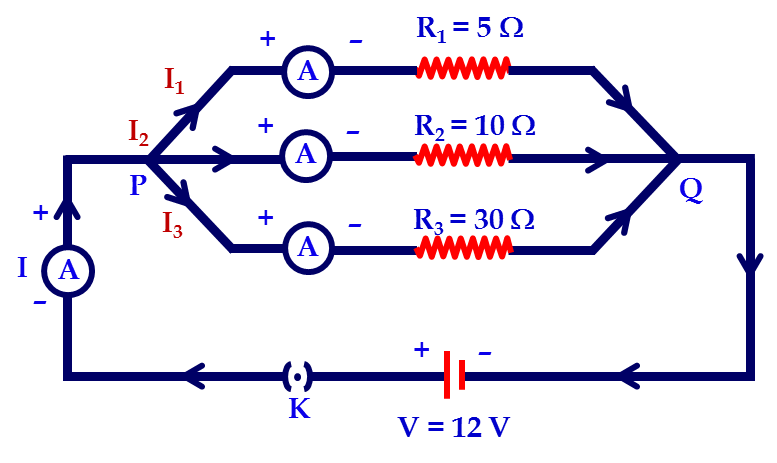 R₁ = 5 Ω
+ A –
I₁
I₂
R₂ = 10 Ω
+ A –
P
Q
I₃
R₃ = 30 Ω
+ A –
+
I A
–
+ –
K
V = 12 V